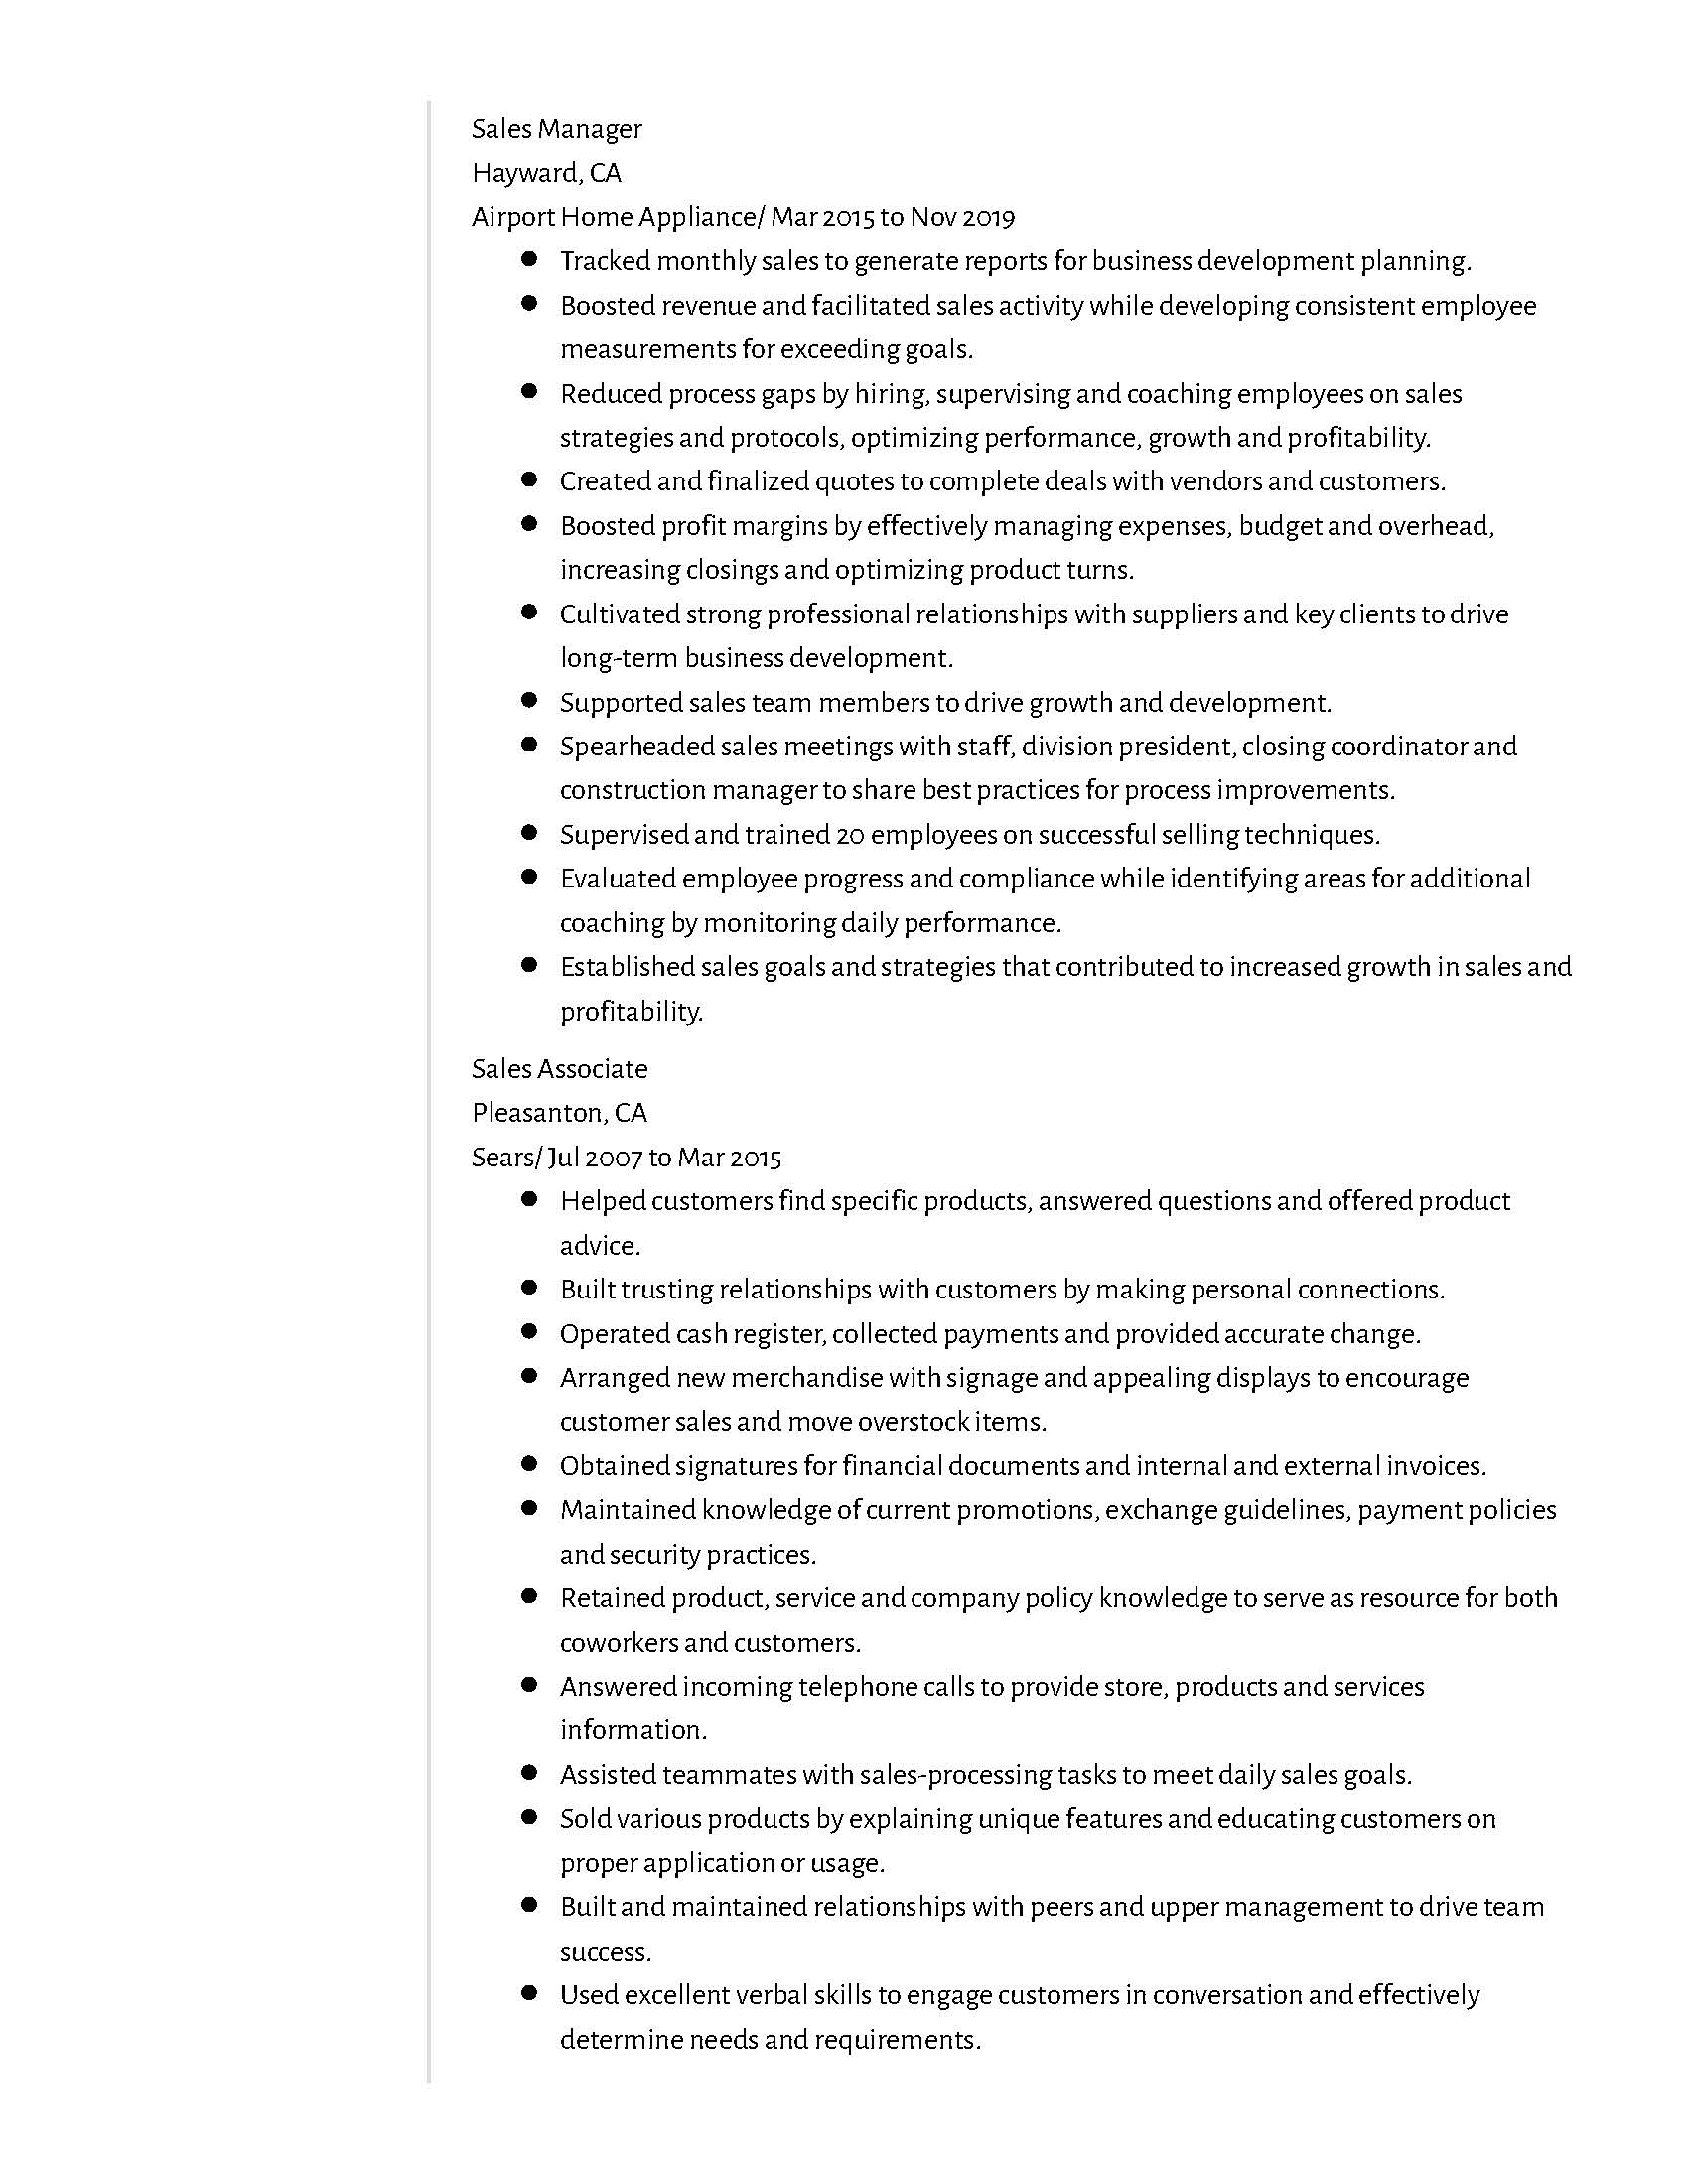 Sales Manager
Hayward, CA
Airport Home Appliance/ Mar 2015 to Nov 2019
● Tracked monthly sales to generate reports for business development planning.
● Boosted revenue and facilitated sales activity while developing consistent employee
measurements for exceeding goals.
● Reduced process gaps by hiring, supervising and coaching employees on sales
strategies and protocols, optimizing performance, growth and profitability.
● Created and finalized quotes to complete deals with vendors and customers.
● Boosted profit margins by effectively managing expenses, budget and overhead,
increasing closings and optimizing product turns.
● Cultivated strong professional relationships with suppliers and key clients to drive
long-term business development.
● Supported sales team members to drive growth and development.
● Spearheaded sales meetings with staff, division president, closing coordinator and
construction manager to share best practices for process improvements.
● Supervised and trained 20 employees on successful selling techniques.
● Evaluated employee progress and compliance while identifying areas for additional
coaching by monitoring daily performance.
● Established sales goals and strategies that contributed to increased growth in sales and
profitability.
Sales Associate
Pleasanton, CA
Sears/ Jul 2007 to Mar 2015
● Helped customers find specific products, answered questions and offered product
advice.
● Built trusting relationships with customers by making personal connections.
● Operated cash register, collected payments and provided accurate change.
● Arranged new merchandise with signage and appealing displays to encourage
customer sales and move overstock items.
● Obtained signatures for financial documents and internal and external invoices.
● Maintained knowledge of current promotions, exchange guidelines, payment policies
and security practices.
● Retained product, service and company policy knowledge to serve as resource for both
coworkers and customers.
● Answered incoming telephone calls to provide store, products and services
information.
● Assisted teammates with sales-processing tasks to meet daily sales goals.
● Sold various products by explaining unique features and educating customers on
proper application or usage.
● Built and maintained relationships with peers and upper management to drive team
success.
● Used excellent verbal skills to engage customers in conversation and effectively
determine needs and requirements.